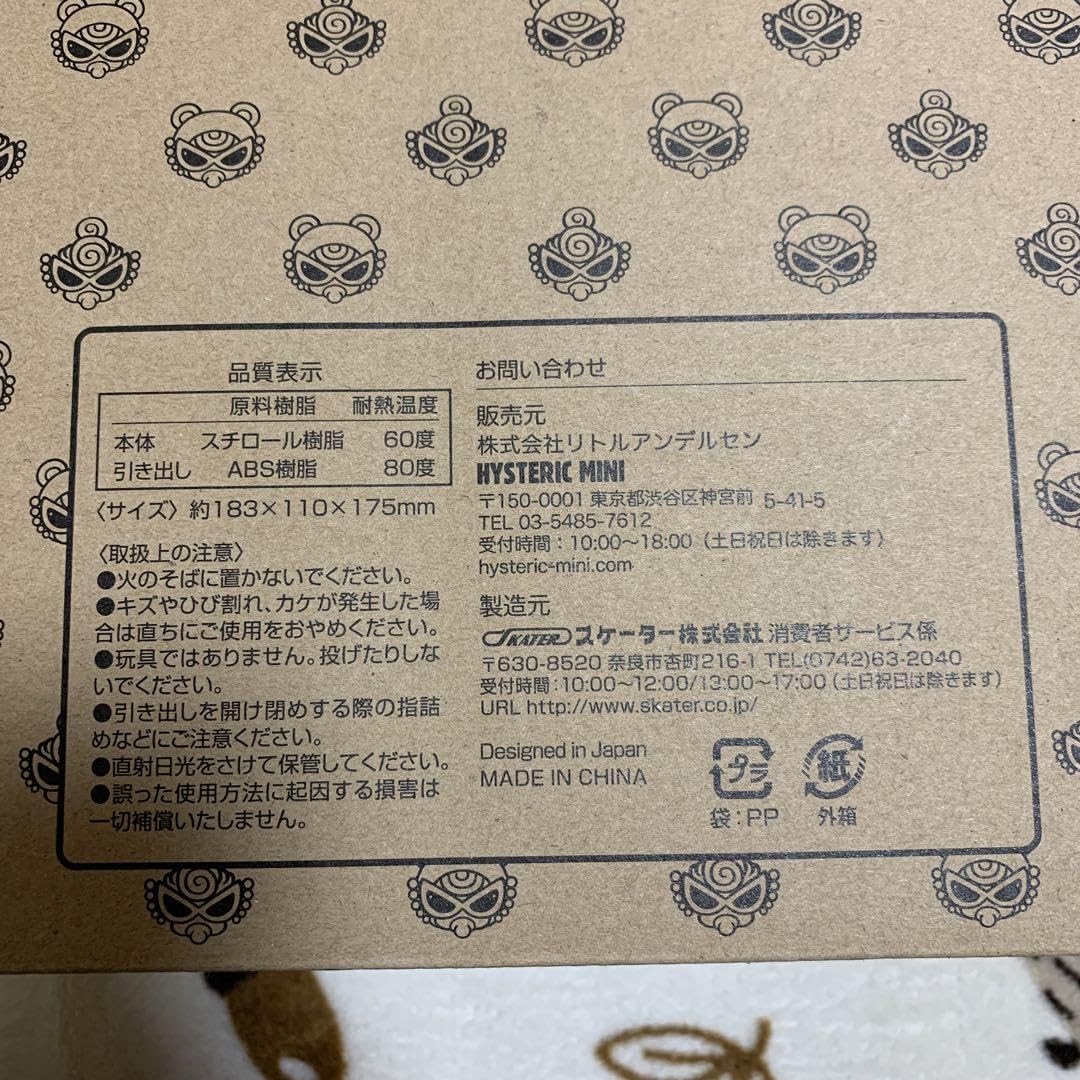 品質表示
原料樹脂 耐熱温度
本体 スチロール樹脂 60度
引き出し ABS樹脂 80度
〈サイズ〉約183×110×175mm
〈取扱上の注意〉
●火のそばに置かないでください。
●キズやひび割れ、カケが発生した場
合は直ちにご使用をおやめください。
●玩具ではありません。投げたりしな
いでください。
●引き出しを開け閉めする際の指詰
めなどにご注意ください。
●直射日光をさけて保管してください。
●誤った使用方法に起因する損害は
一切補償いたしません。
お問い合わせ
販売元
株式会社リトルアンデルセン
HYSTERIC MINI
〒150-0001 東京都渋谷区神宮前 5-41-5
TEL 03-5485-7612
受付時間：10:00〜18:00（土日祝日は除きます）
hysteric-mini.com
製造元
SKATER スケーター株式会社 消費者サービス係
〒630-8520 奈良市杏町216-1 TEL(0742)63-2040
受付時間：10:00〜12:00/13:00〜17:00（土日祝日は除きます）
URL http://www.skater.co.jp/
Designed in Japan
MADE IN CHINA
プラ
袋：PP
紙
外箱